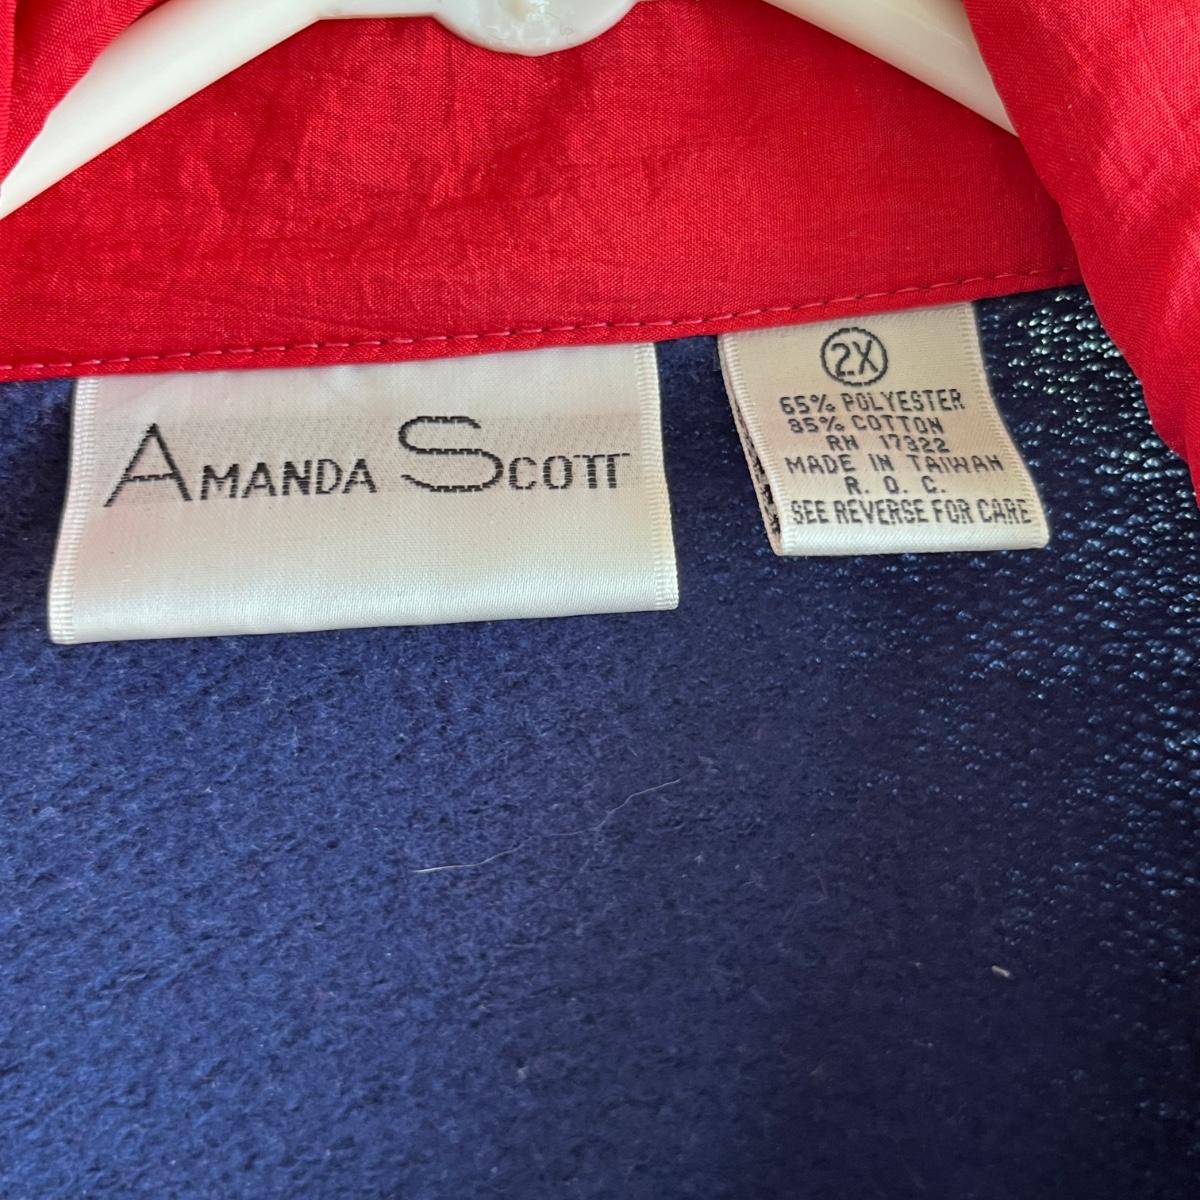 AMANDA SCOTT
2X
65% POLYESTER
35% COTTON
RN 17322
MADE IN TAIWAN
R. O. C.
SEE REVERSE FOR CARE